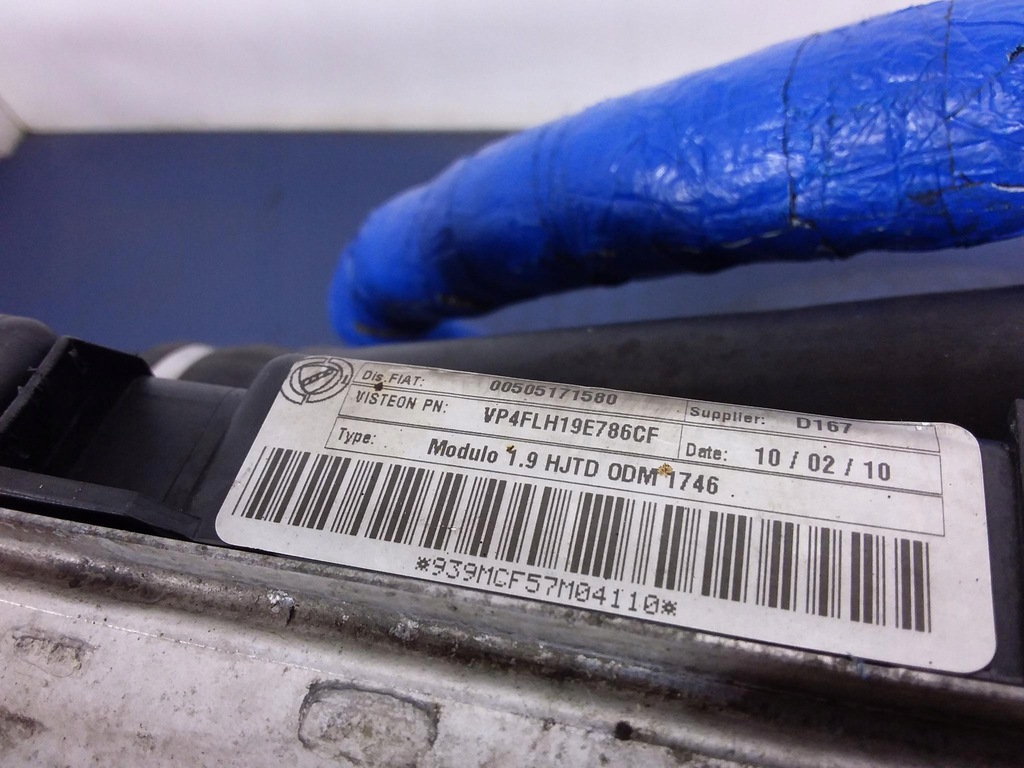 Dis.FIAT: 00505171580 Supplier: D167
VISTEON PN: VP4FLH19E786CF Date: 10 / 02 / 10
Type: Modulo 1.9 HJTD ODM 1746
*939MCF57M04110*